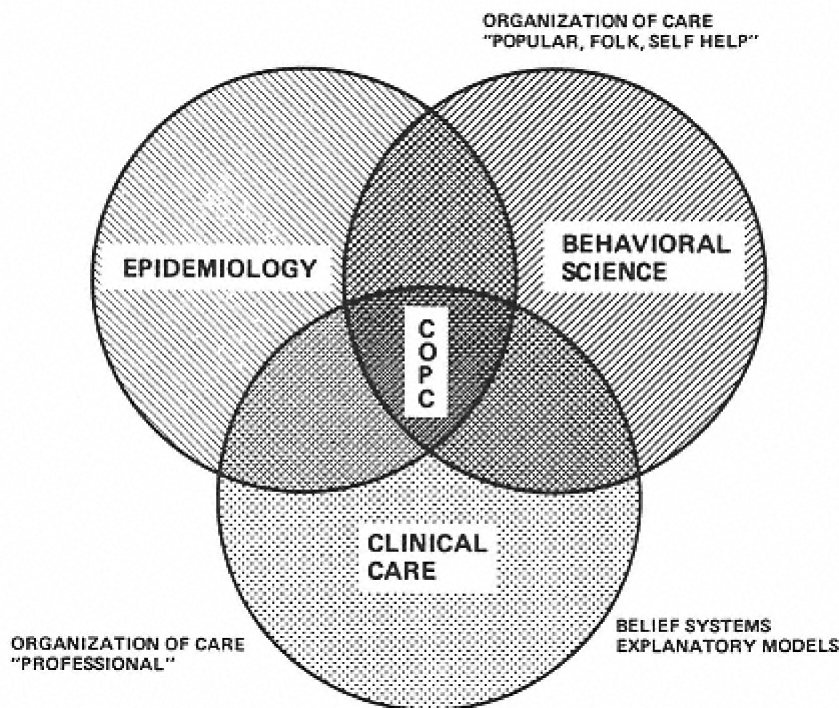 ORGANIZATION OF CARE
"POPULAR, FOLK, SELF HELP"
EPIDEMIOLOGY
BEHAVIORAL
SCIENCE
COPC
CLINICAL
CARE
ORGANIZATION OF CARE
"PROFESSIONAL"
BELIEF SYSTEMS
EXPLANATORY MODELS